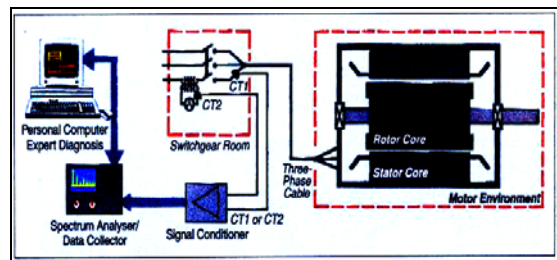 CT1
CT2
Personal Computer
Expert Diagnosis
Switchgear Room
Rotor Core
Three-
Phase
Cable
Stator Core
Motor Environment
CT1 or CT2
Spectrum Analyser/
Data Collector
Signal Conditioner